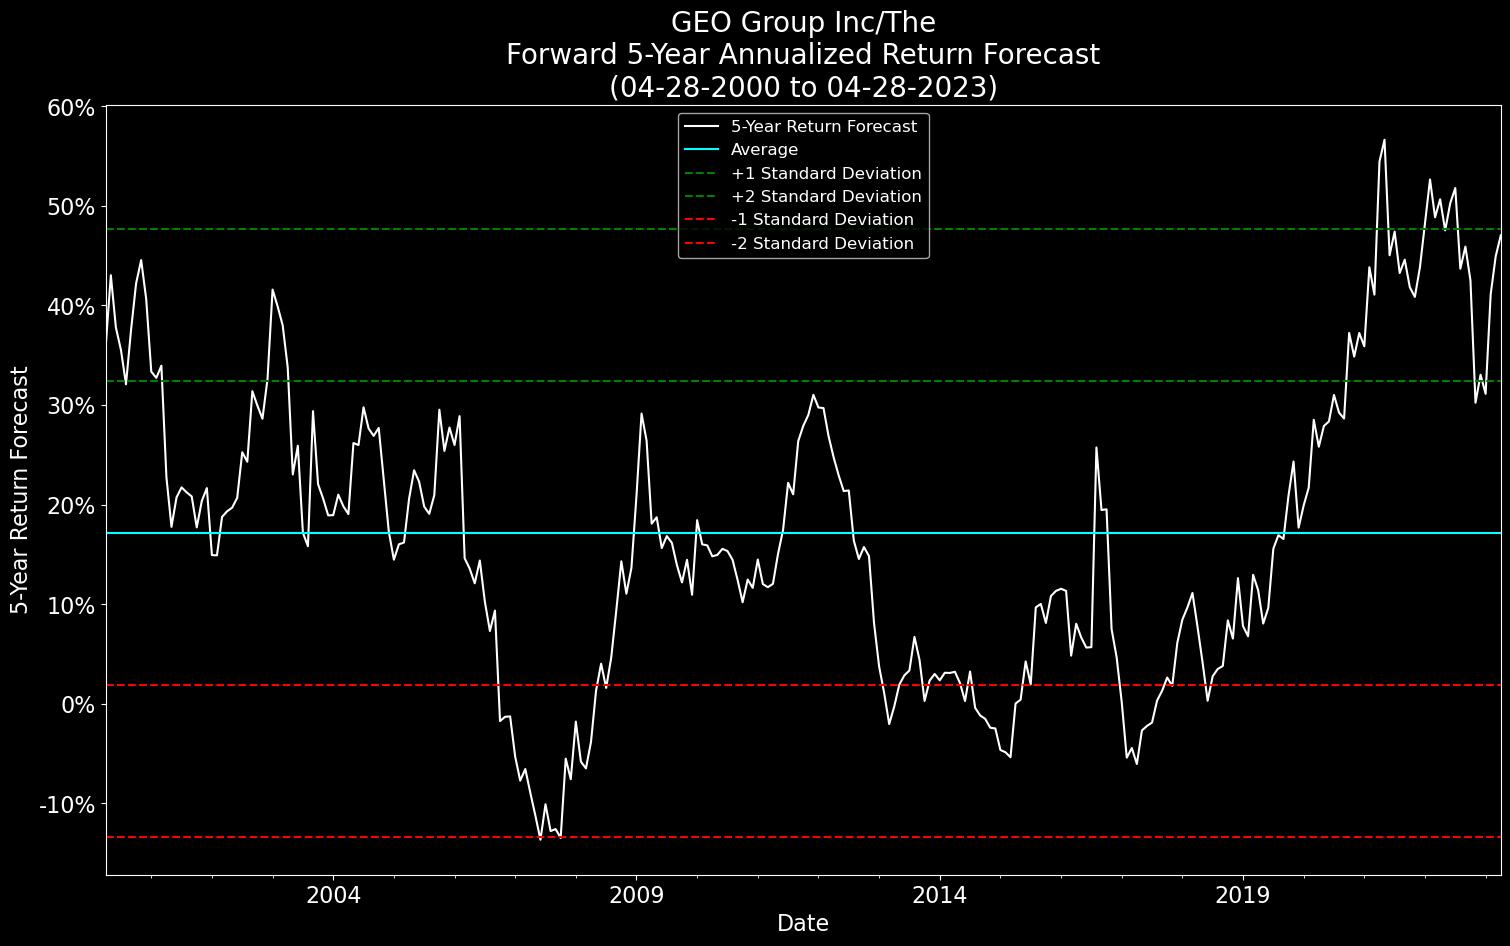 GEO Group Inc/The
Forward 5-Year Annualized Return Forecast
(04-28-2000 to 04-28-2023)
60%
50%
40%
30%
20%
10%
0%
-10%
5-Year Return Forecast
5-Year Return Forecast
Average
+1 Standard Deviation
+2 Standard Deviation
-1 Standard Deviation
-2 Standard Deviation
2004
2009
2014
2019
Date